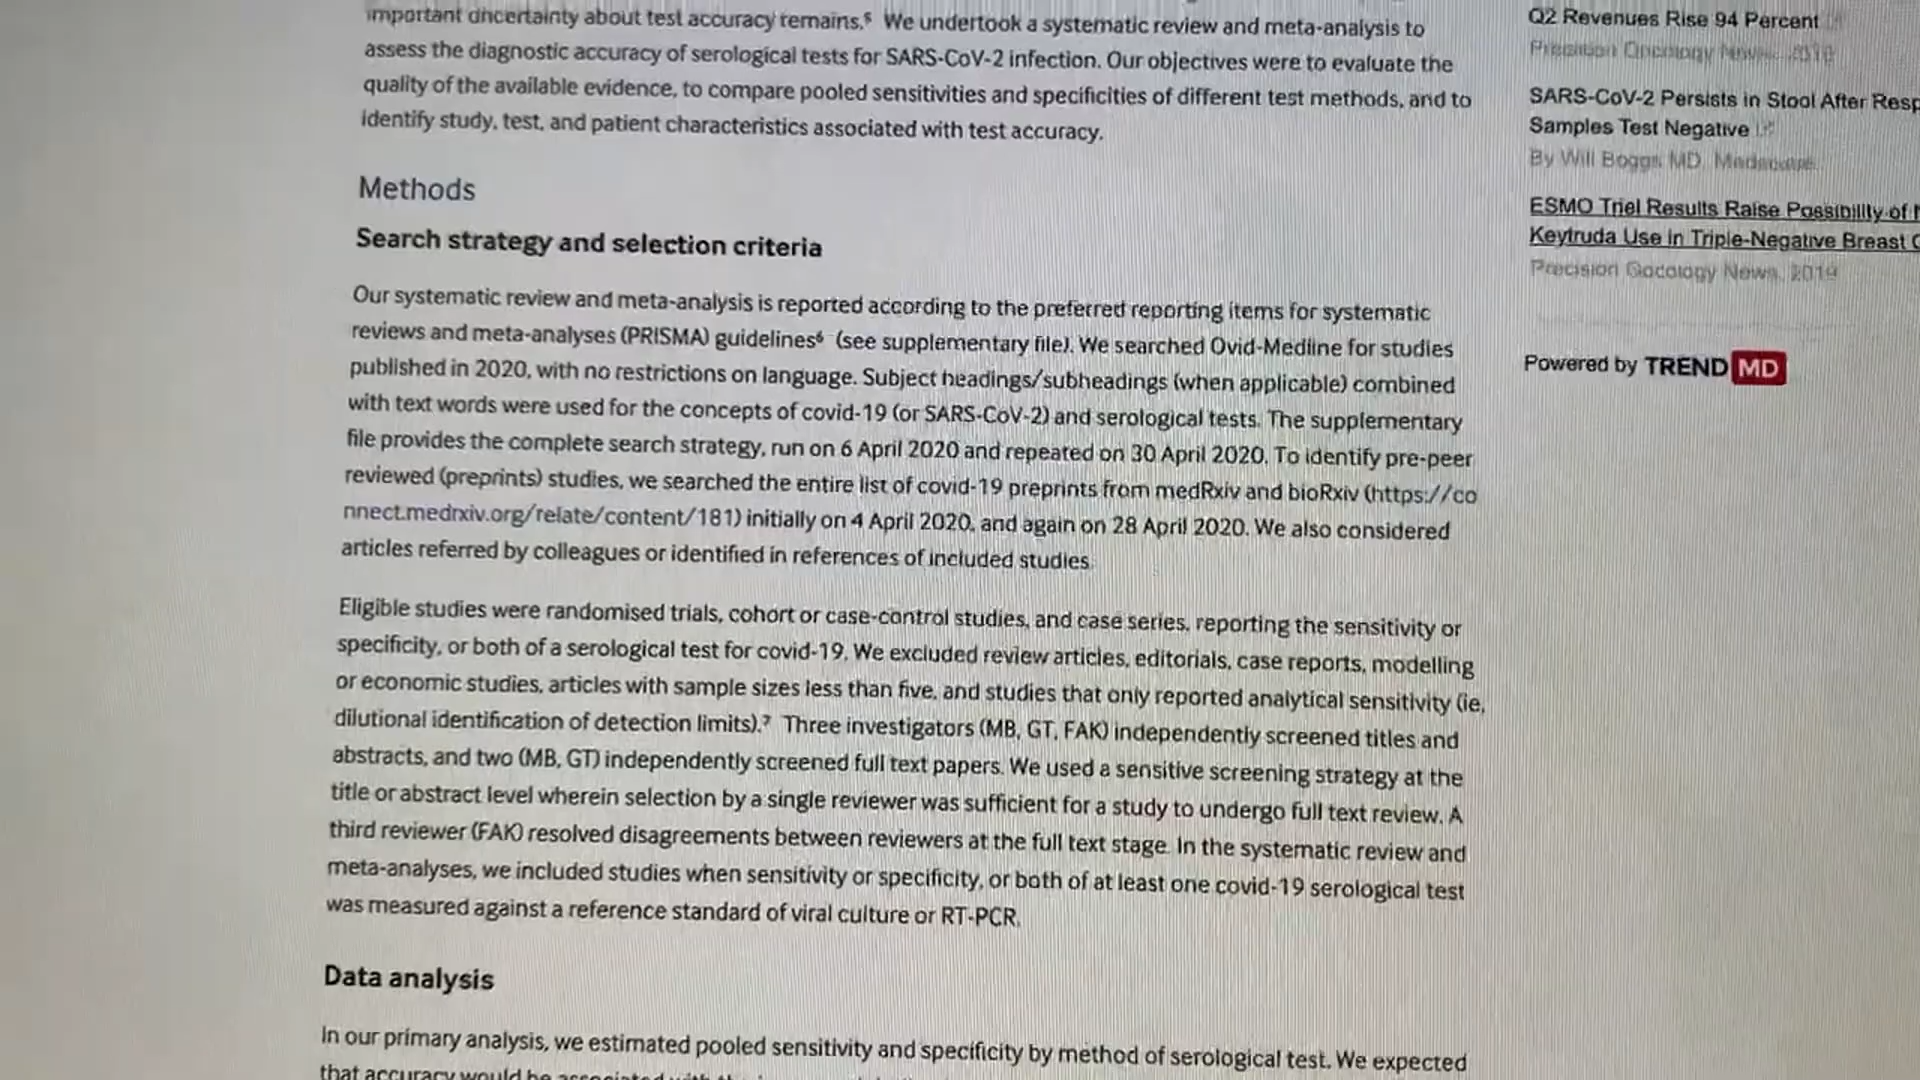 important uncertainty about test accuracy remains.5 We undertook a systematic review and meta-analysis to
assess the diagnostic accuracy of serological tests for SARS-CoV-2 infection. Our objectives were to evaluate the
quality of the available evidence, to compare pooled sensitivities and specificities of different test methods, and to
identify study, test, and patient characteristics associated with test accuracy.
Methods
Search strategy and selection criteria
Our systematic review and meta-analysis is reported according to the preferred reporting items for systematic
reviews and meta-analyses (PRISMA) guidelines6 (see supplementary file). We searched Ovid-Medline for studies
published in 2020, with no restrictions on language. Subject headings/subheadings (when applicable) combined
with text words were used for the concepts of covid-19 (or SARS-CoV-2) and serological tests. The supplementary
file provides the complete search strategy, run on 6 April 2020 and repeated on 30 April 2020. To identify pre-peer
reviewed (preprints) studies, we searched the entire list of covid-19 preprints from medRxiv and bioRxiv (https://co
nnect.medrxiv.org/relate/content/181) initially on 4 April 2020, and again on 28 April 2020. We also considered
articles referred by colleagues or identified in references of included studies.
Eligible studies were randomised trials, cohort or case-control studies, and case series, reporting the sensitivity or
specificity, or both of a serological test for covid-19. We excluded review articles, editorials, case reports, modelling
or economic studies, articles with sample sizes less than five, and studies that only reported analytical sensitivity (ie,
dilutional identification of detection limits).7 Three investigators (MB, GT, FAK) independently screened titles and
abstracts, and two (MB, GT) independently screened full text papers. We used a sensitive screening strategy at the
title or abstract level wherein selection by a single reviewer was sufficient for a study to undergo full text review. A
third reviewer (FAK) resolved disagreements between reviewers at the full text stage. In the systematic review and
meta-analyses, we included studies when sensitivity or specificity, or both of at least one covid-19 serological test
was measured against a reference standard of viral culture or RT-PCR.
Data analysis
In our primary analysis, we estimated pooled sensitivity and specificity by method of serological test. We expected
that accuracy would be associated with
Q2 Revenues Rise 94 Percent
Precision Oncology News, 2019
SARS-CoV-2 Persists in Stool After Resp
Samples Test Negative
By Will Boggs MD, Medscape
ESMO Trial Results Raise Possibility of
Keytruda Use in Triple-Negative Breast C
Precision Oncology News, 2019
Powered by TREND MD